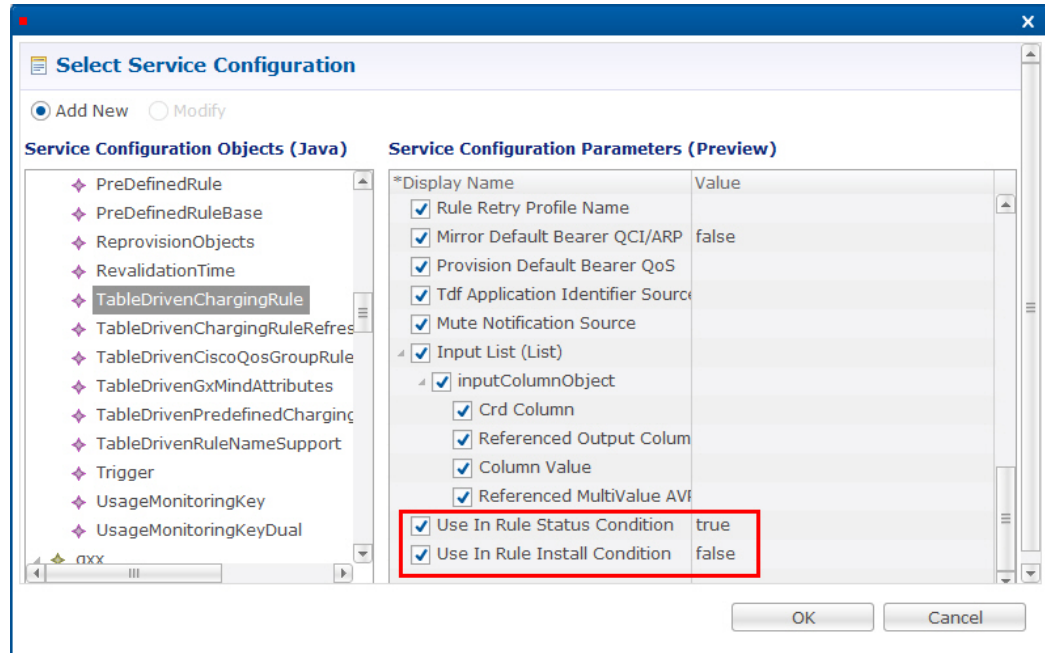 Select Service Configuration
Add New Modify
Service Configuration Objects (Java)
PreDefinedRule
PreDefinedRuleBase
ReprovisionObjects
RevalidationTime
TableDrivenChargingRule
TableDrivenChargingRuleRefres
TableDrivenCiscoQosGroupRule
TableDrivenGxMindAttributes
TableDrivenPredefinedCharging
TableDrivenRuleNameSupport
Trigger
UsageMonitoringKey
UsageMonitoringKeyDual
gxx
Service Configuration Parameters (Preview)
*Display Name Value
Rule Retry Profile Name
Mirror Default Bearer QCI/ARP false
Provision Default Bearer QoS
Tdf Application Identifier Source
Mute Notification Source
Input List (List)
inputColumnObject
Crd Column
Referenced Output Colum
Column Value
Referenced MultiValue AVP
Use In Rule Status Condition true
Use In Rule Install Condition false
OK Cancel